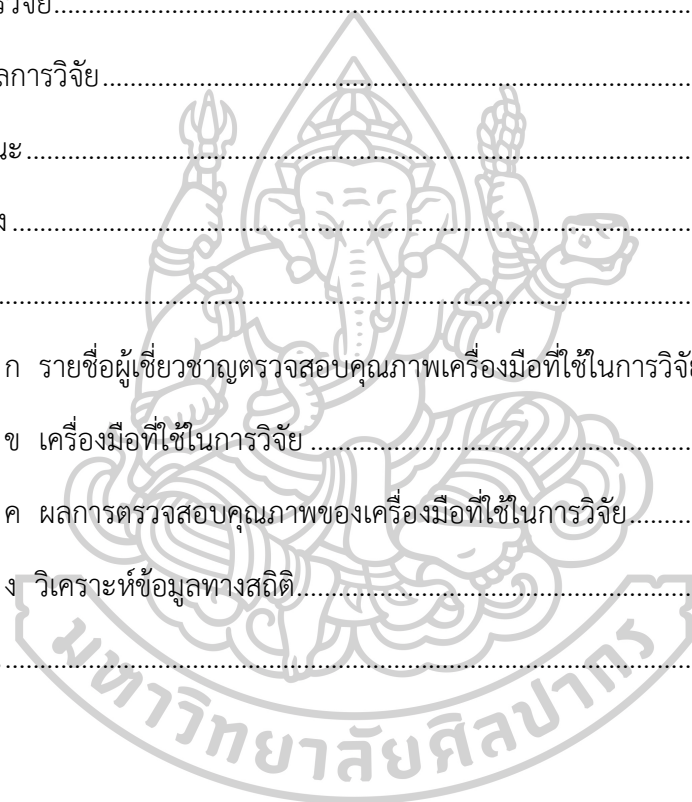 วิจัย....................................................................................................
ลการวิจัย....................................................................................................
นะ....................................................................................................
ง....................................................................................................
....................................................................................................
ก รายชื่อผู้เชี่ยวชาญตรวจสอบคุณภาพเครื่องมือที่ใช้ในการวิจัย
ข เครื่องมือที่ใช้ในการวิจัย.......................................................
ค ผลการตรวจสอบคุณภาพของเครื่องมือที่ใช้ในการวิจัย.........
ง วิเคราะห์ข้อมูลทางสถิติ.........................................................
....................................................................................................
มหาวิทยาลัยศิลปากร